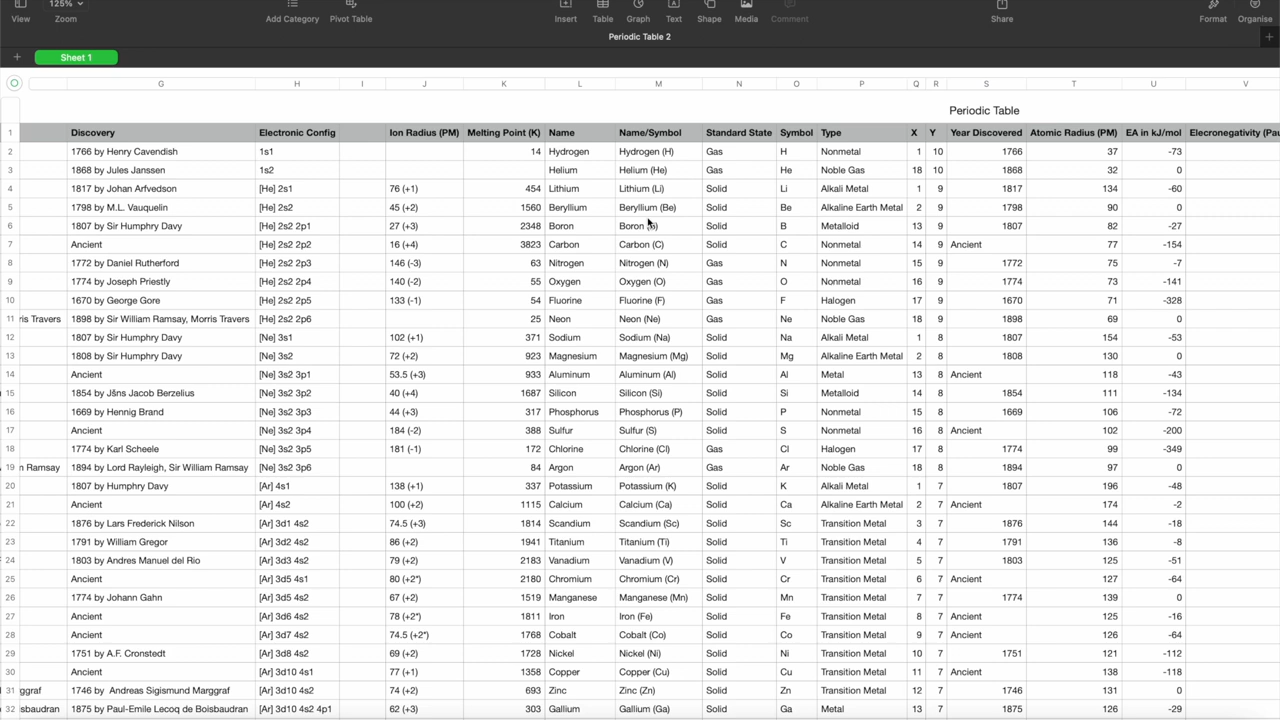 125%
View Zoom Add Category Pivot Table Insert Table Graph Text Shape Media Comment Share Format Organise
Periodic Table 2
+ Sheet 1 +
G H I J K L M N O P Q R S T U V
Periodic Table
1 Discovery Electronic Config Ion Radius (PM) Melting Point (K) Name Name/Symbol Standard State Symbol Type X Y Year Discovered Atomic Radius (PM) EA in kJ/mol Elecronegativity (Pau
2 1766 by Henry Cavendish 1s1 14 Hydrogen Hydrogen (H) Gas H Nonmetal 1 10 1766 37 -73
3 1868 by Jules Janssen 1s2 Helium Helium (He) Gas He Noble Gas 18 10 1868 32 0
4 1817 by Johan Arfvedson [He] 2s1 76 (+1) 454 Lithium Lithium (Li) Solid Li Alkali Metal 1 9 1817 134 -60
5 1798 by M.L. Vauquelin [He] 2s2 45 (+2) 1560 Beryllium Beryllium (Be) Solid Be Alkaline Earth Metal 2 9 1798 90 0
6 1807 by Sir Humphry Davy [He] 2s2 2p1 27 (+3) 2348 Boron Boron Solid B Metalloid 13 9 1807 82 -27
7 Ancient [He] 2s2 2p2 16 (+4) 3823 Carbon Carbon (C) Solid C Nonmetal 14 9 Ancient 77 -154
8 1772 by Daniel Rutherford [He] 2s2 2p3 146 (-3) 63 Nitrogen Nitrogen (N) Gas N Nonmetal 15 9 1772 75 -7
9 1774 by Joseph Priestly [He] 2s2 2p4 140 (-2) 55 Oxygen Oxygen (O) Gas O Nonmetal 16 9 1774 73 -141
10 1670 by George Gore [He] 2s2 2p5 133 (-1) 54 Fluorine Fluorine (F) Gas F Halogen 17 9 1670 71 -328
11 ris Travers 1898 by Sir William Ramsay, Morris Travers [He] 2s2 2p6 25 Neon Neon (Ne) Gas Ne Noble Gas 18 9 1898 69 0
12 1807 by Sir Humphry Davy [Ne] 3s1 102 (+1) 371 Sodium Sodium (Na) Solid Na Alkali Metal 1 8 1807 154 -53
13 1808 by Sir Humphry Davy [Ne] 3s2 72 (+2) 923 Magnesium Magnesium (Mg) Solid Mg Alkaline Earth Metal 2 8 1808 130 0
14 Ancient [Ne] 3s2 3p1 53.5 (+3) 933 Aluminum Aluminum (Al) Solid Al Metal 13 8 Ancient 118 -43
15 1854 by Jšns Jacob Berzelius [Ne] 3s2 3p2 40 (+4) 1687 Silicon Silicon (Si) Solid Si Metalloid 14 8 1854 111 -134
16 1669 by Hennig Brand [Ne] 3s2 3p3 44 (+3) 317 Phosphorus Phosphorus (P) Solid P Nonmetal 15 8 1669 106 -72
17 Ancient [Ne] 3s2 3p4 184 (-2) 388 Sulfur Sulfur (S) Solid S Nonmetal 16 8 Ancient 102 -200
18 1774 by Karl Scheele [Ne] 3s2 3p5 181 (-1) 172 Chlorine Chlorine (Cl) Gas Cl Halogen 17 8 1774 99 -349
19 n Ramsay 1894 by Lord Rayleigh, Sir William Ramsay [Ne] 3s2 3p6 84 Argon Argon (Ar) Gas Ar Noble Gas 18 8 1894 97 0
20 1807 by Humphry Davy [Ar] 4s1 138 (+1) 337 Potassium Potassium (K) Solid K Alkali Metal 1 7 1807 196 -48
21 Ancient [Ar] 4s2 100 (+2) 1115 Calcium Calcium (Ca) Solid Ca Alkaline Earth Metal 2 7 Ancient 174 -2
22 1876 by Lars Frederick Nilson [Ar] 3d1 4s2 74.5 (+3) 1814 Scandium Scandium (Sc) Solid Sc Transition Metal 3 7 1876 144 -18
23 1791 by William Gregor [Ar] 3d2 4s2 86 (+2) 1941 Titanium Titanium (Ti) Solid Ti Transition Metal 4 7 1791 136 -8
24 1803 by Andres Manuel del Rio [Ar] 3d3 4s2 79 (+2) 2183 Vanadium Vanadium (V) Solid V Transition Metal 5 7 1803 125 -51
25 Ancient [Ar] 3d5 4s1 80 (+2*) 2180 Chromium Chromium (Cr) Solid Cr Transition Metal 6 7 Ancient 127 -64
26 1774 by Johann Gahn [Ar] 3d5 4s2 67 (+2) 1519 Manganese Manganese (Mn) Solid Mn Transition Metal 7 7 1774 139 0
27 Ancient [Ar] 3d6 4s2 78 (+2*) 1811 Iron Iron (Fe) Solid Fe Transition Metal 8 7 Ancient 125 -16
28 Ancient [Ar] 3d7 4s2 74.5 (+2*) 1768 Cobalt Cobalt (Co) Solid Co Transition Metal 9 7 Ancient 126 -64
29 1751 by A.F. Cronstedt [Ar] 3d8 4s2 69 (+2) 1728 Nickel Nickel (Ni) Solid Ni Transition Metal 10 7 1751 121 -112
30 Ancient [Ar] 3d10 4s1 77 (+1) 1358 Copper Copper (Cu) Solid Cu Transition Metal 11 7 Ancient 138 -118
31 ggraf 1746 by Andreas Sigismund Marggraf [Ar] 3d10 4s2 74 (+2) 693 Zinc Zinc (Zn) Solid Zn Transition Metal 12 7 1746 131 0
32 isbaudran 1875 by Paul-Emile Lecoq de Boisbaudran [Ar] 3d10 4s2 4p1 62 (+3) 303 Gallium Gallium (Ga) Solid Ga Metal 13 7 1875 126 -29